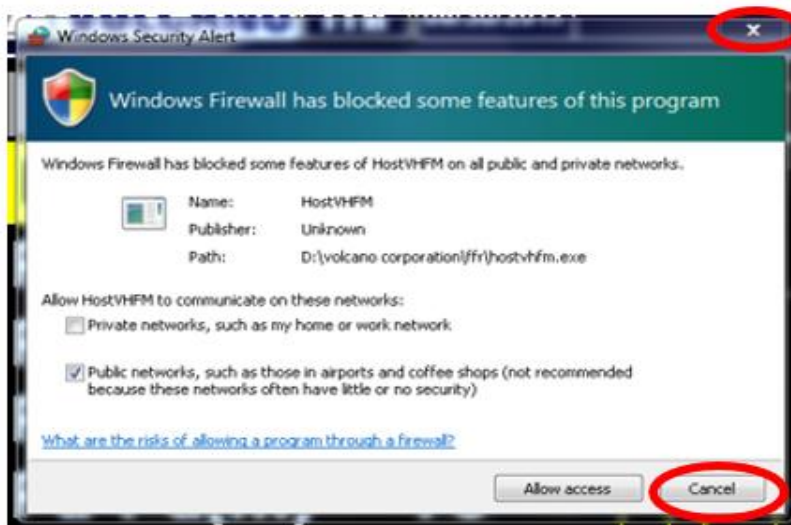 Windows Security Alert
Windows Firewall has blocked some features of this program
Windows Firewall has blocked some features of HostVHFM on all public and private networks.
Name: HostVHFM
Publisher: Unknown
Path: D:\volcano corporation\ffr\hostvhfm.exe
Allow HostVHFM to communicate on these networks:
Private networks, such as my home or work network
Public networks, such as those in airports and coffee shops (not recommended
because these networks often have little or no security)
What are the risks of allowing a program through a firewall?
Allow access Cancel